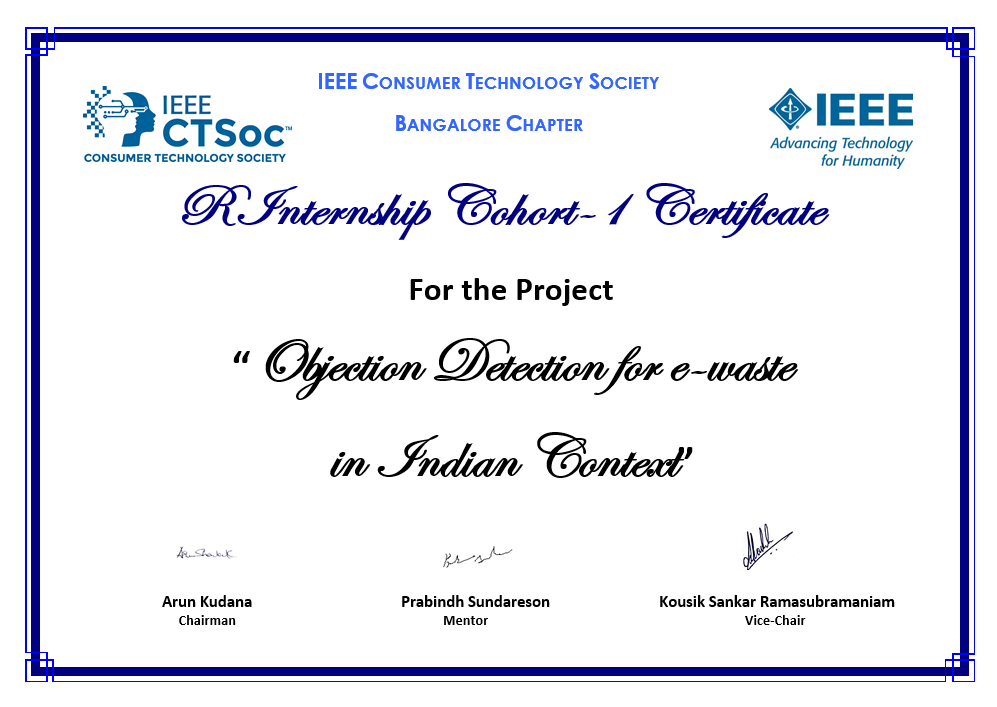 IEEE CONSUMER TECHNOLOGY SOCIETY
BANGALORE CHAPTER
IEEE
CTSoc™
CONSUMER TECHNOLOGY SOCIETY
IEEE
Advancing Technology
for Humanity
R Internship Cohort- 1 Certificate
For the Project
“ Objection Detection for e-waste
in Indian Context”
Arun Kudana
Chairman
Prabindh Sundareson
Mentor
Kousik Sankar Ramasubramaniam
Vice-Chair